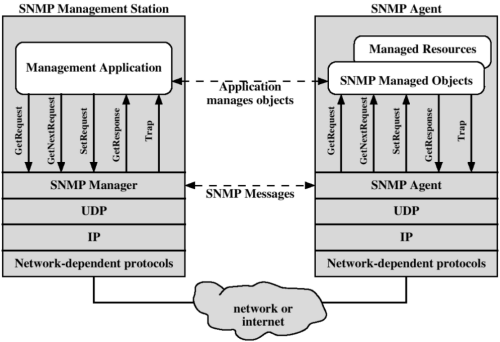 SNMP Management Station
SNMP Agent
Management Application
Managed Resources
SNMP Managed Objects
Application
manages objects
GetRequest
GetNextRequest
SetRequest
GetResponse
Trap
GetRequest
GetNextRequest
SetRequest
GetResponse
Trap
SNMP Manager
SNMP Messages
SNMP Agent
UDP
UDP
IP
IP
Network-dependent protocols
Network-dependent protocols
network or
internet